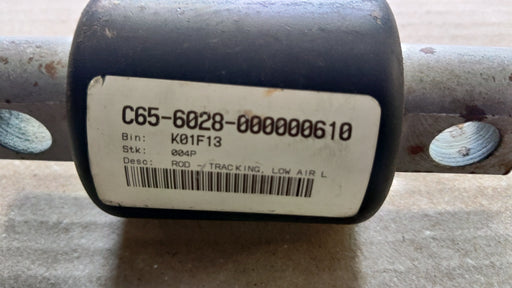 C65-6028-000000610
Bin: K01F13
Stk: 004P
Desc: ROD - TRACKING, LOW AIR L